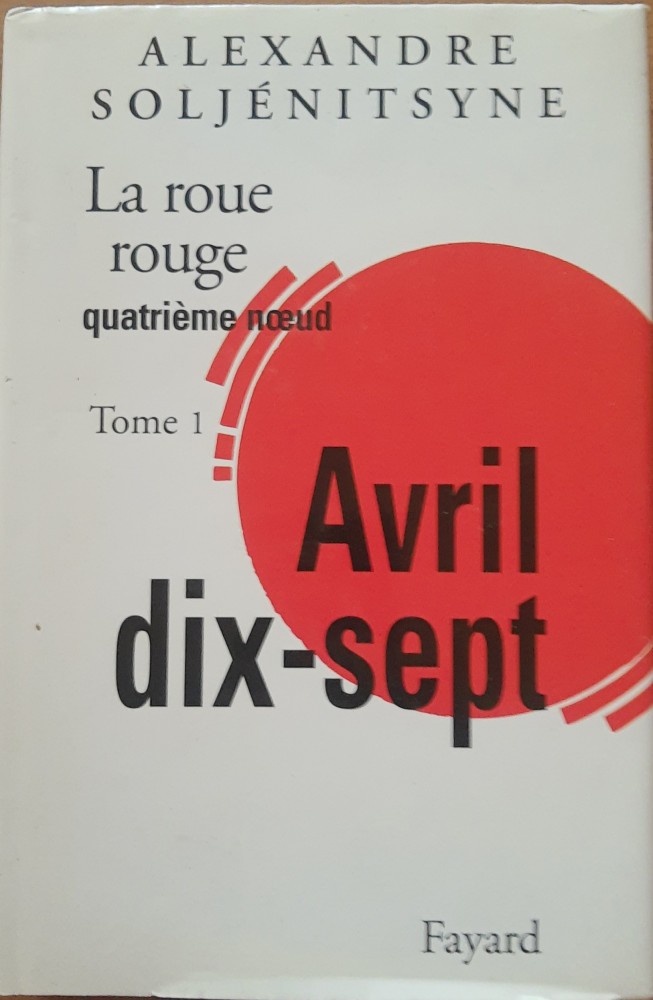 ALEXANDRE
SOLJÉNITSYNE
La roue
rouge
quatrième nœud
Tome 1
Avril
dix-sept
Fayard